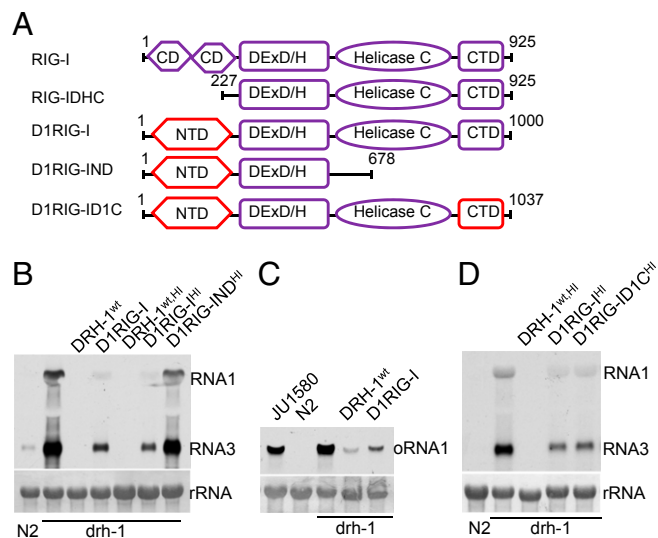 A
RIG-I 1 CD CD DExD/H Helicase C CTD 925
RIG-IDHC 227 DExD/H Helicase C CTD 925
D1RIG-I 1 NTD DExD/H Helicase C CTD 1000
D1RIG-IND 1 NTD DExD/H 678
D1RIG-ID1C 1 NTD DExD/H Helicase C CTD 1037
B
DRH-1wt
D1RIG-I
DRH-1wt,HI
D1RIG-IHI
D1RIG-INDHI
RNA1
RNA3
rRNA
N2
drh-1
C
JU1580
N2
DRH-1wt
D1RIG-I
oRNA1
drh-1
D
DRH-1wt,HI
D1RIG-IHI
D1RIG-ID1CHI
RNA1
RNA3
rRNA
N2
drh-1